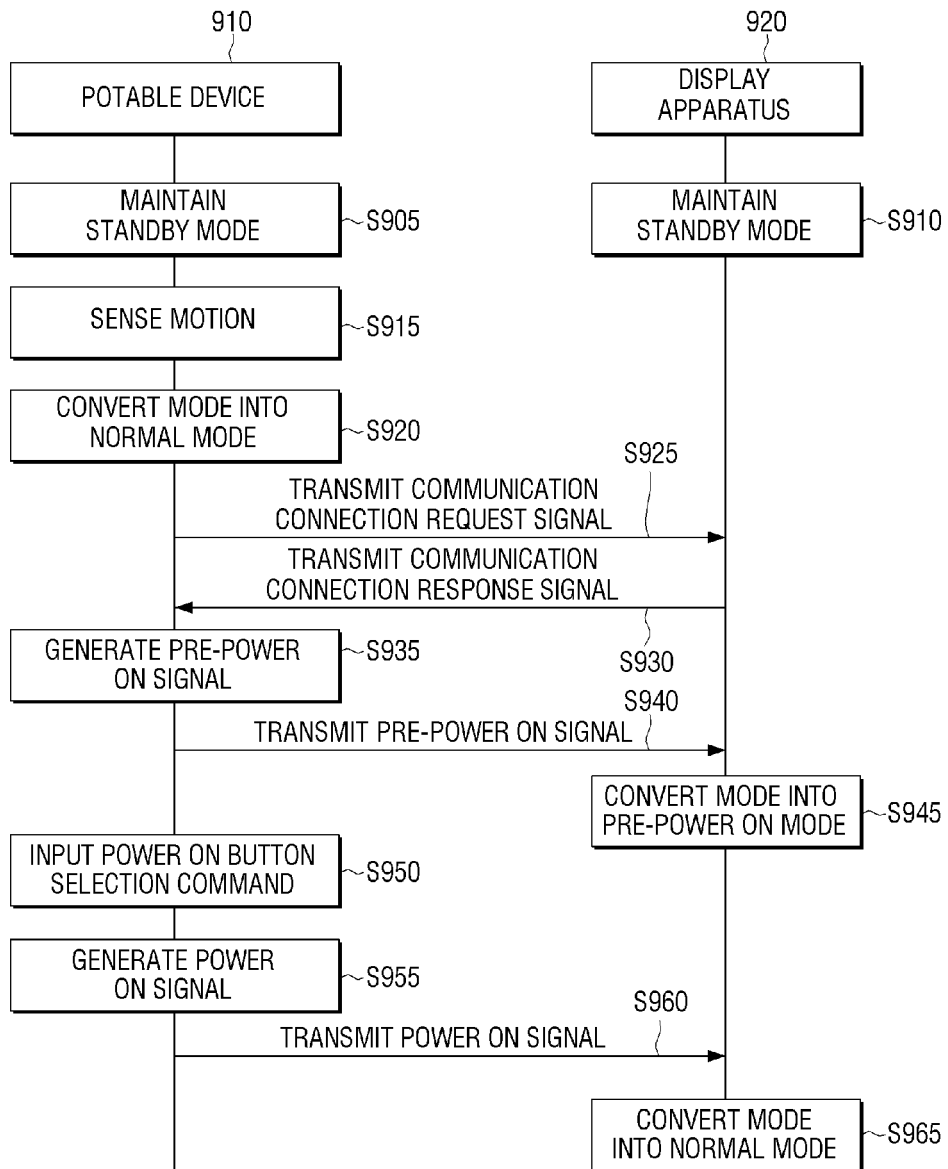 910
920
POTABLE DEVICE
DISPLAY
APPARATUS
MAINTAIN
STANDBY MODE
S905
MAINTAIN
STANDBY MODE
S910
SENSE MOTION
S915
CONVERT MODE INTO
NORMAL MODE
S920
S925
TRANSMIT COMMUNICATION
CONNECTION REQUEST SIGNAL
TRANSMIT COMMUNICATION
CONNECTION RESPONSE SIGNAL
S930
GENERATE PRE-POWER
ON SIGNAL
S935
S940
TRANSMIT PRE-POWER ON SIGNAL
CONVERT MODE INTO
PRE-POWER ON MODE
S945
INPUT POWER ON BUTTON
SELECTION COMMAND
S950
GENERATE POWER
ON SIGNAL
S955
S960
TRANSMIT POWER ON SIGNAL
CONVERT MODE
INTO NORMAL MODE
S965